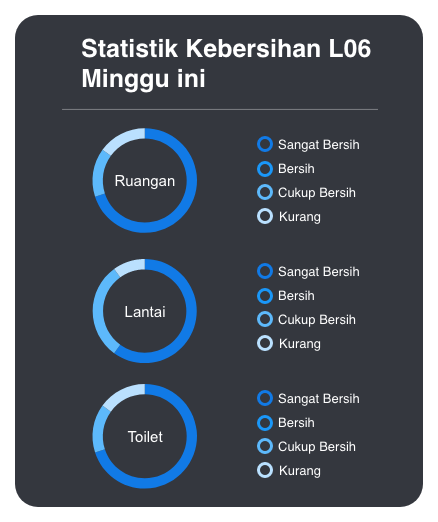 Statistik Kebersihan L06
Minggu ini
Ruangan
Sangat Bersih
Bersih
Cukup Bersih
Kurang
Lantai
Sangat Bersih
Bersih
Cukup Bersih
Kurang
Toilet
Sangat Bersih
Bersih
Cukup Bersih
Kurang